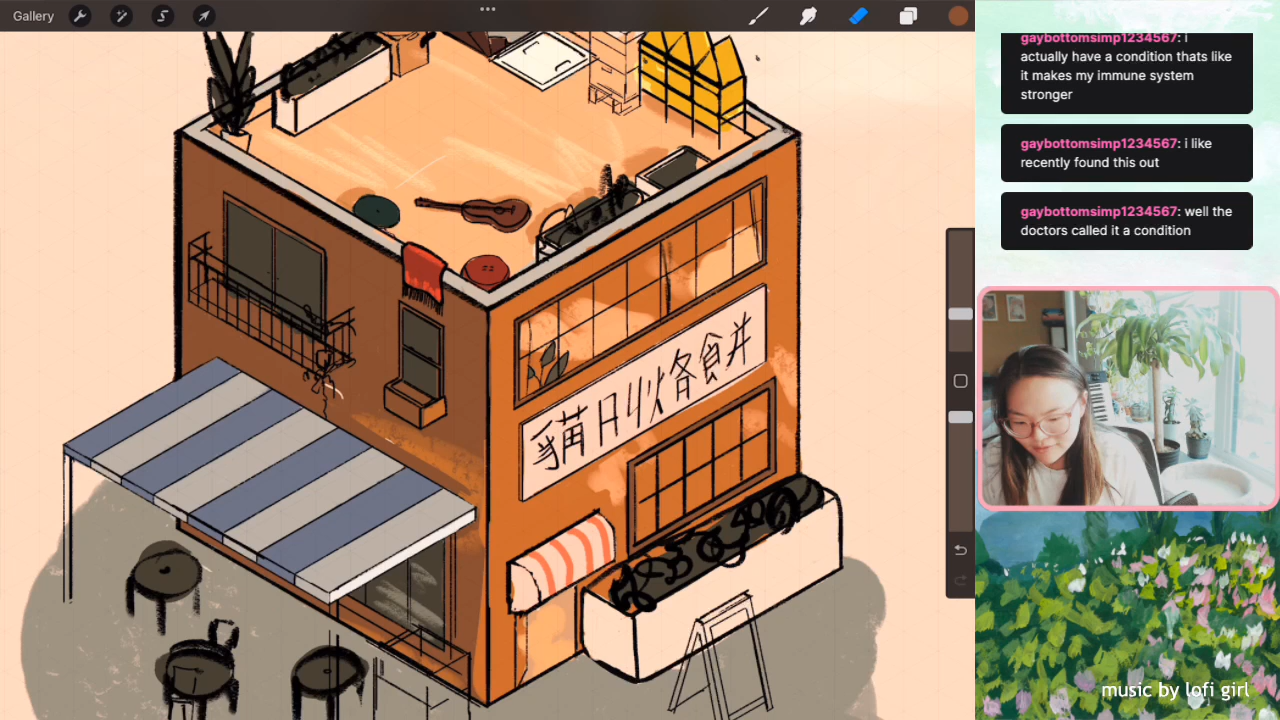 Gallery
gaybottomsimp1234567: i
actually have a condition thats like
it makes my immune system
stronger
gaybottomsimp1234567: i like
recently found this out
gaybottomsimp1234567: well the
doctors called it a condition
music by lofi girl